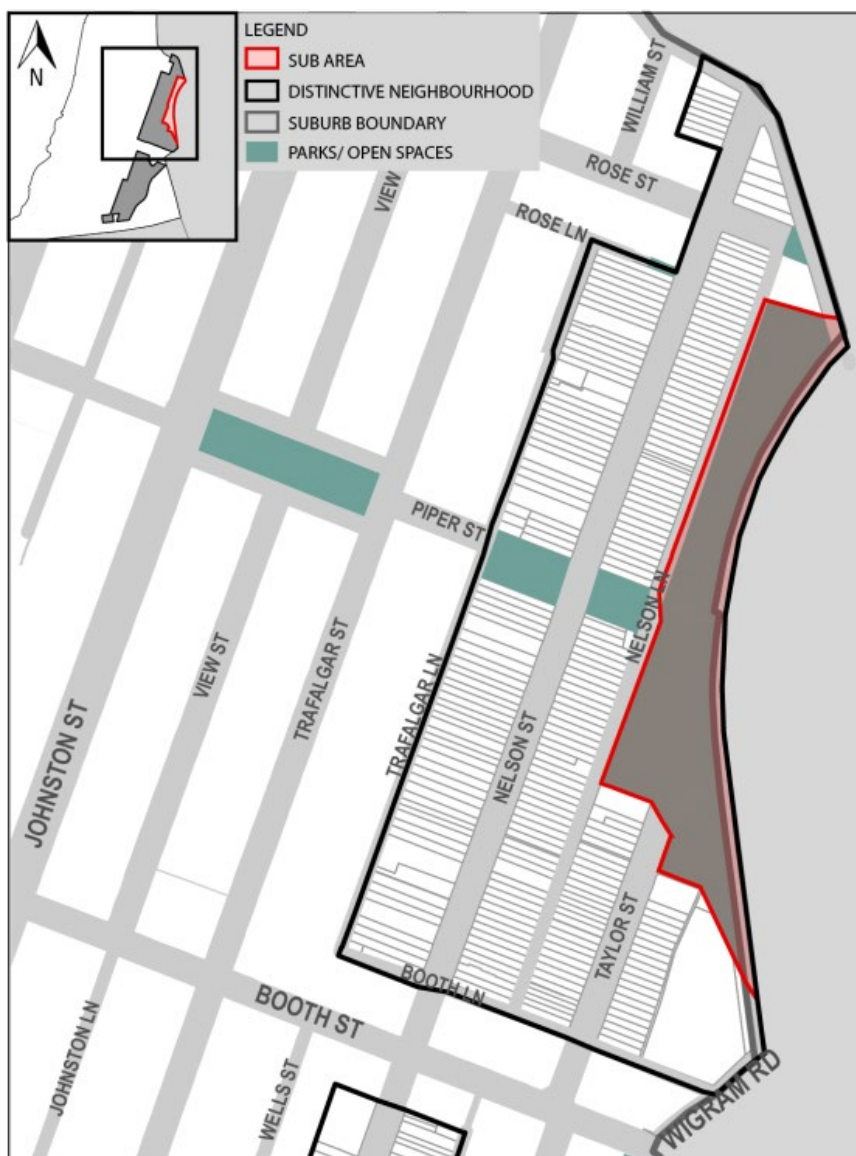 N
LEGEND
SUB AREA
DISTINCTIVE NEIGHBOURHOOD
SUBURB BOUNDARY
PARKS/ OPEN SPACES
WILLIAM ST
VIEW
ROSE ST
ROSE LN
PIPER ST
NELSON LN
VIEW ST
TRAFALGAR ST
TRAFALGAR LN
NELSON ST
JOHNSTON ST
TAYLOR ST
BOOTH LN
BOOTH ST
JOHNSTON LN
WELLS ST
WIGRAM RD